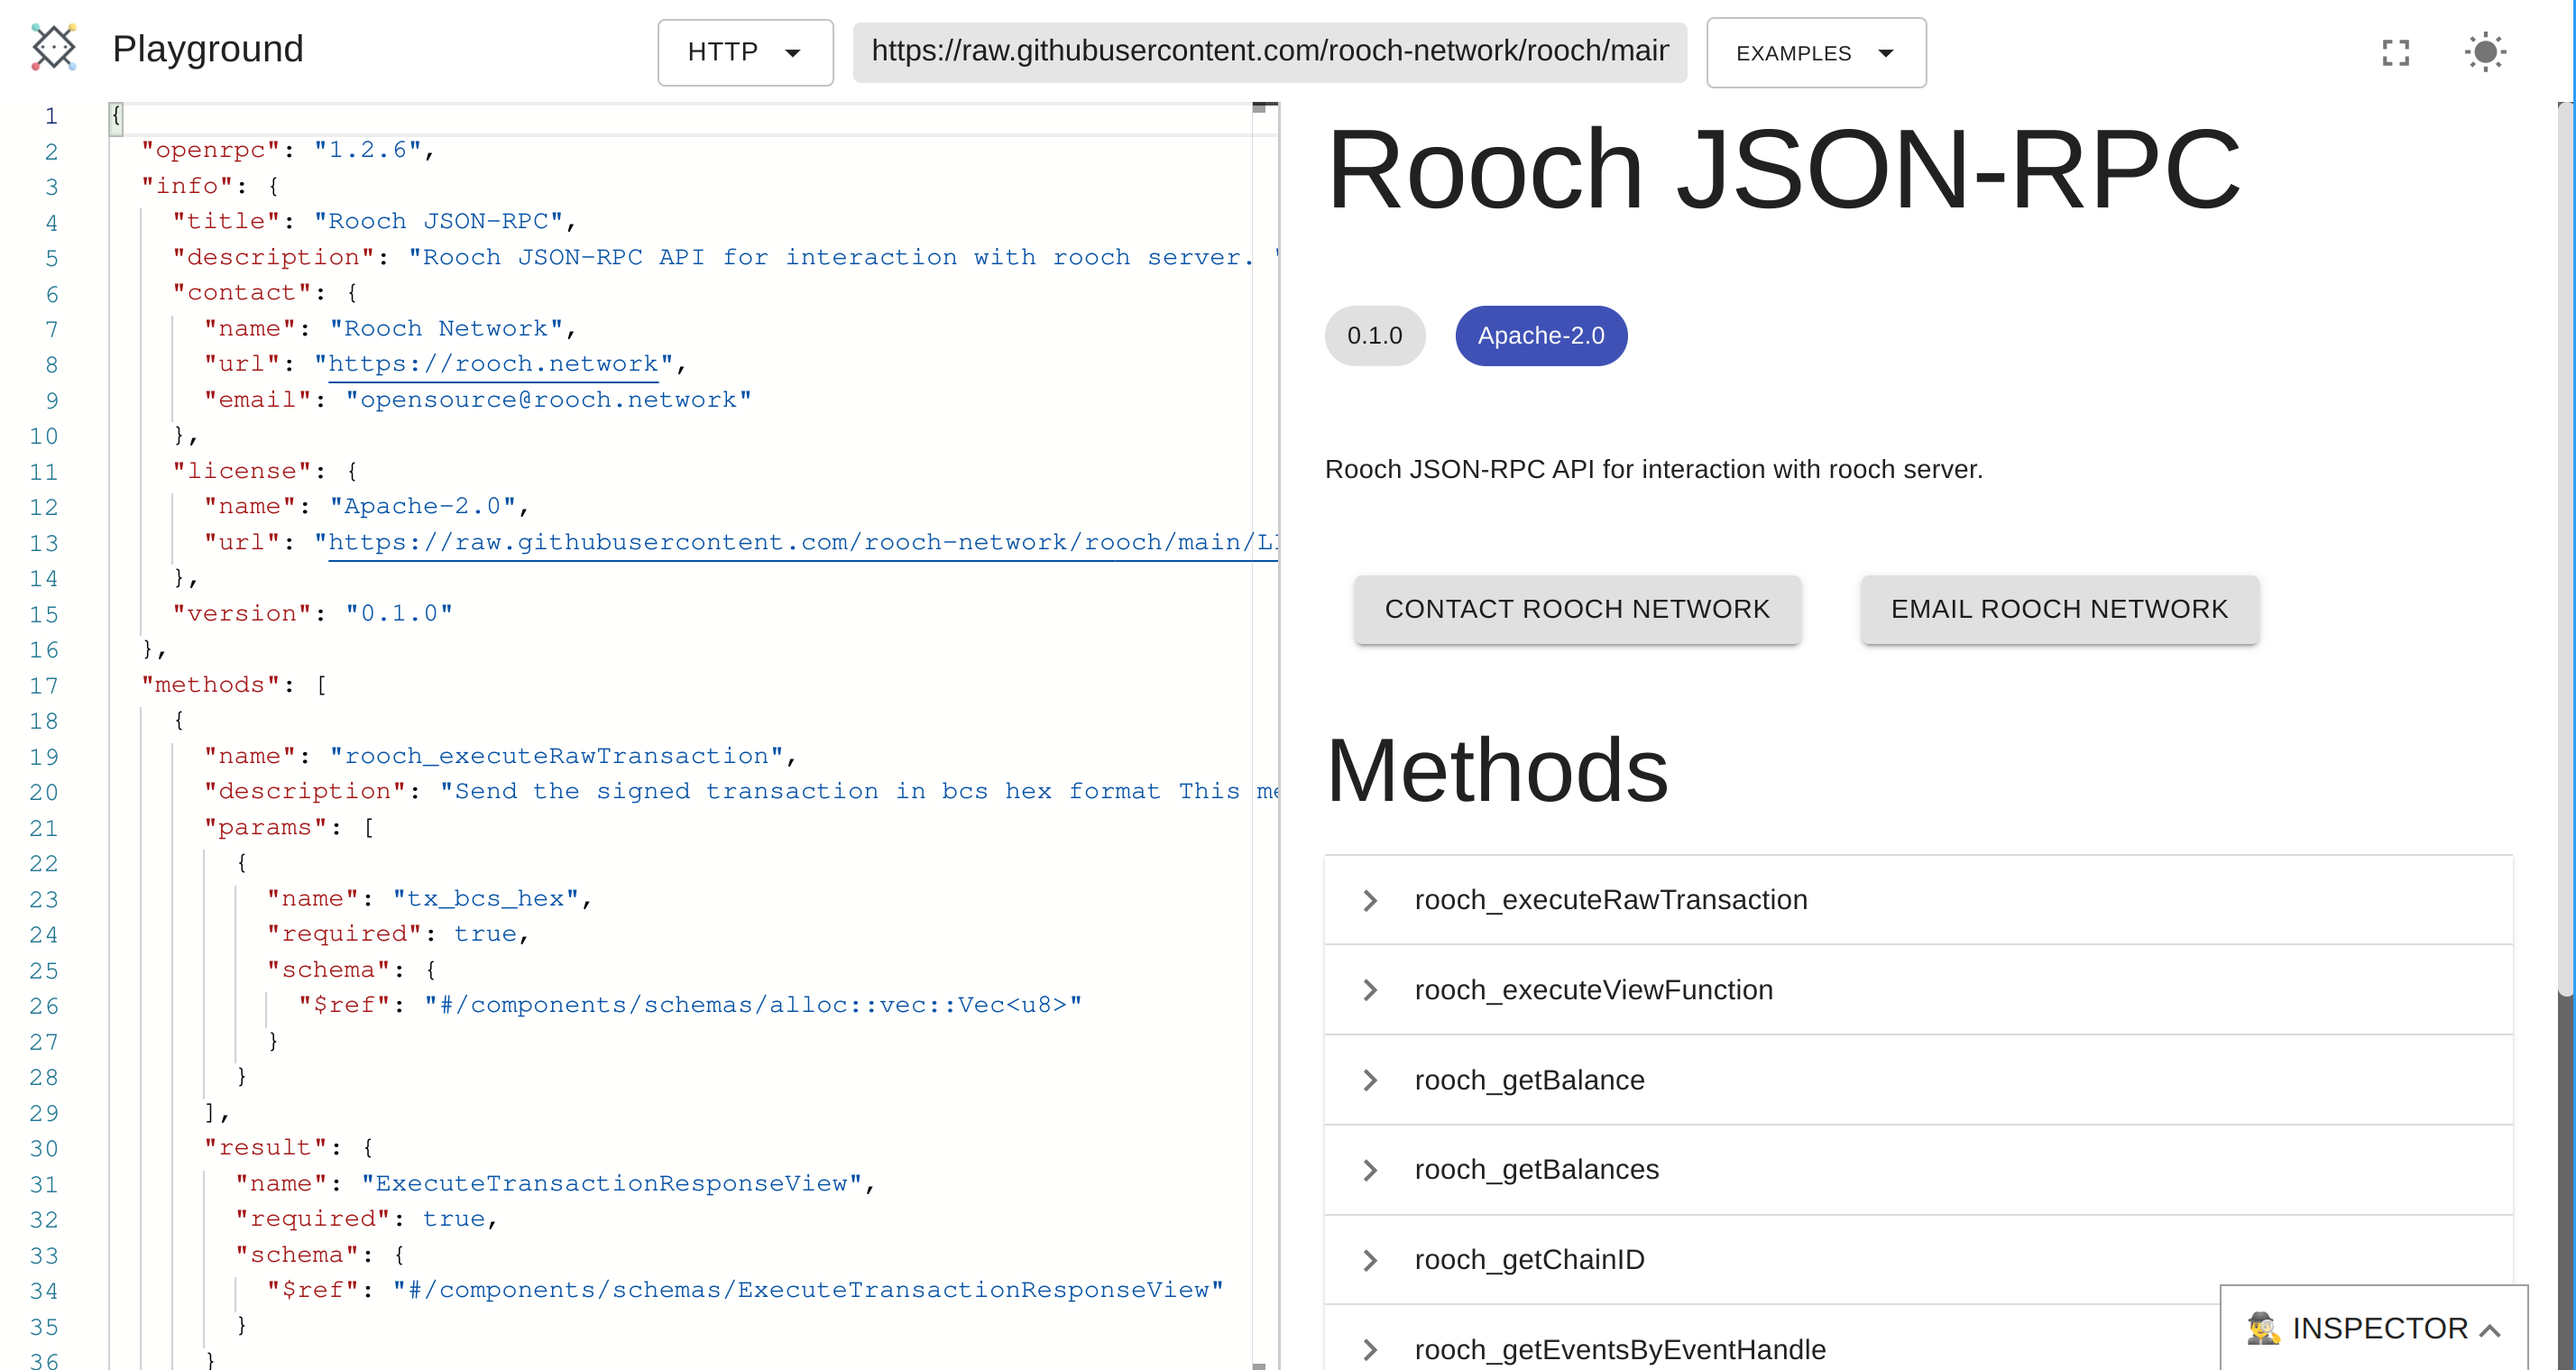 Playground
HTTP
https://raw.githubusercontent.com/rooch-network/rooch/main
EXAMPLES
1 {
2 "openrpc": "1.2.6",
3 "info": {
4 "title": "Rooch JSON-RPC",
5 "description": "Rooch JSON-RPC API for interaction with rooch server. "
6 "contact": {
7 "name": "Rooch Network",
8 "url": "https://rooch.network",
9 "email": "opensource@rooch.network"
10 },
11 "license": {
12 "name": "Apache-2.0",
13 "url": "https://raw.githubusercontent.com/rooch-network/rooch/main/LI
14 },
15 "version": "0.1.0"
16 },
17 "methods": [
18 {
19 "name": "rooch_executeRawTransaction",
20 "description": "Send the signed transaction in bcs hex format This me
21 "params": [
22 {
23 "name": "tx_bcs_hex",
24 "required": true,
25 "schema": {
26 "$ref": "#/components/schemas/alloc::vec::Vec<u8>"
27 }
28 }
29 ],
30 "result": {
31 "name": "ExecuteTransactionResponseView",
32 "required": true,
33 "schema": {
34 "$ref": "#/components/schemas/ExecuteTransactionResponseView"
35 }
36 }
Rooch JSON-RPC
0.1.0 Apache-2.0
Rooch JSON-RPC API for interaction with rooch server.
CONTACT ROOCH NETWORK EMAIL ROOCH NETWORK
Methods
rooch_executeRawTransaction
rooch_executeViewFunction
rooch_getBalance
rooch_getBalances
rooch_getChainID
rooch_getEventsByEventHandle
INSPECTOR